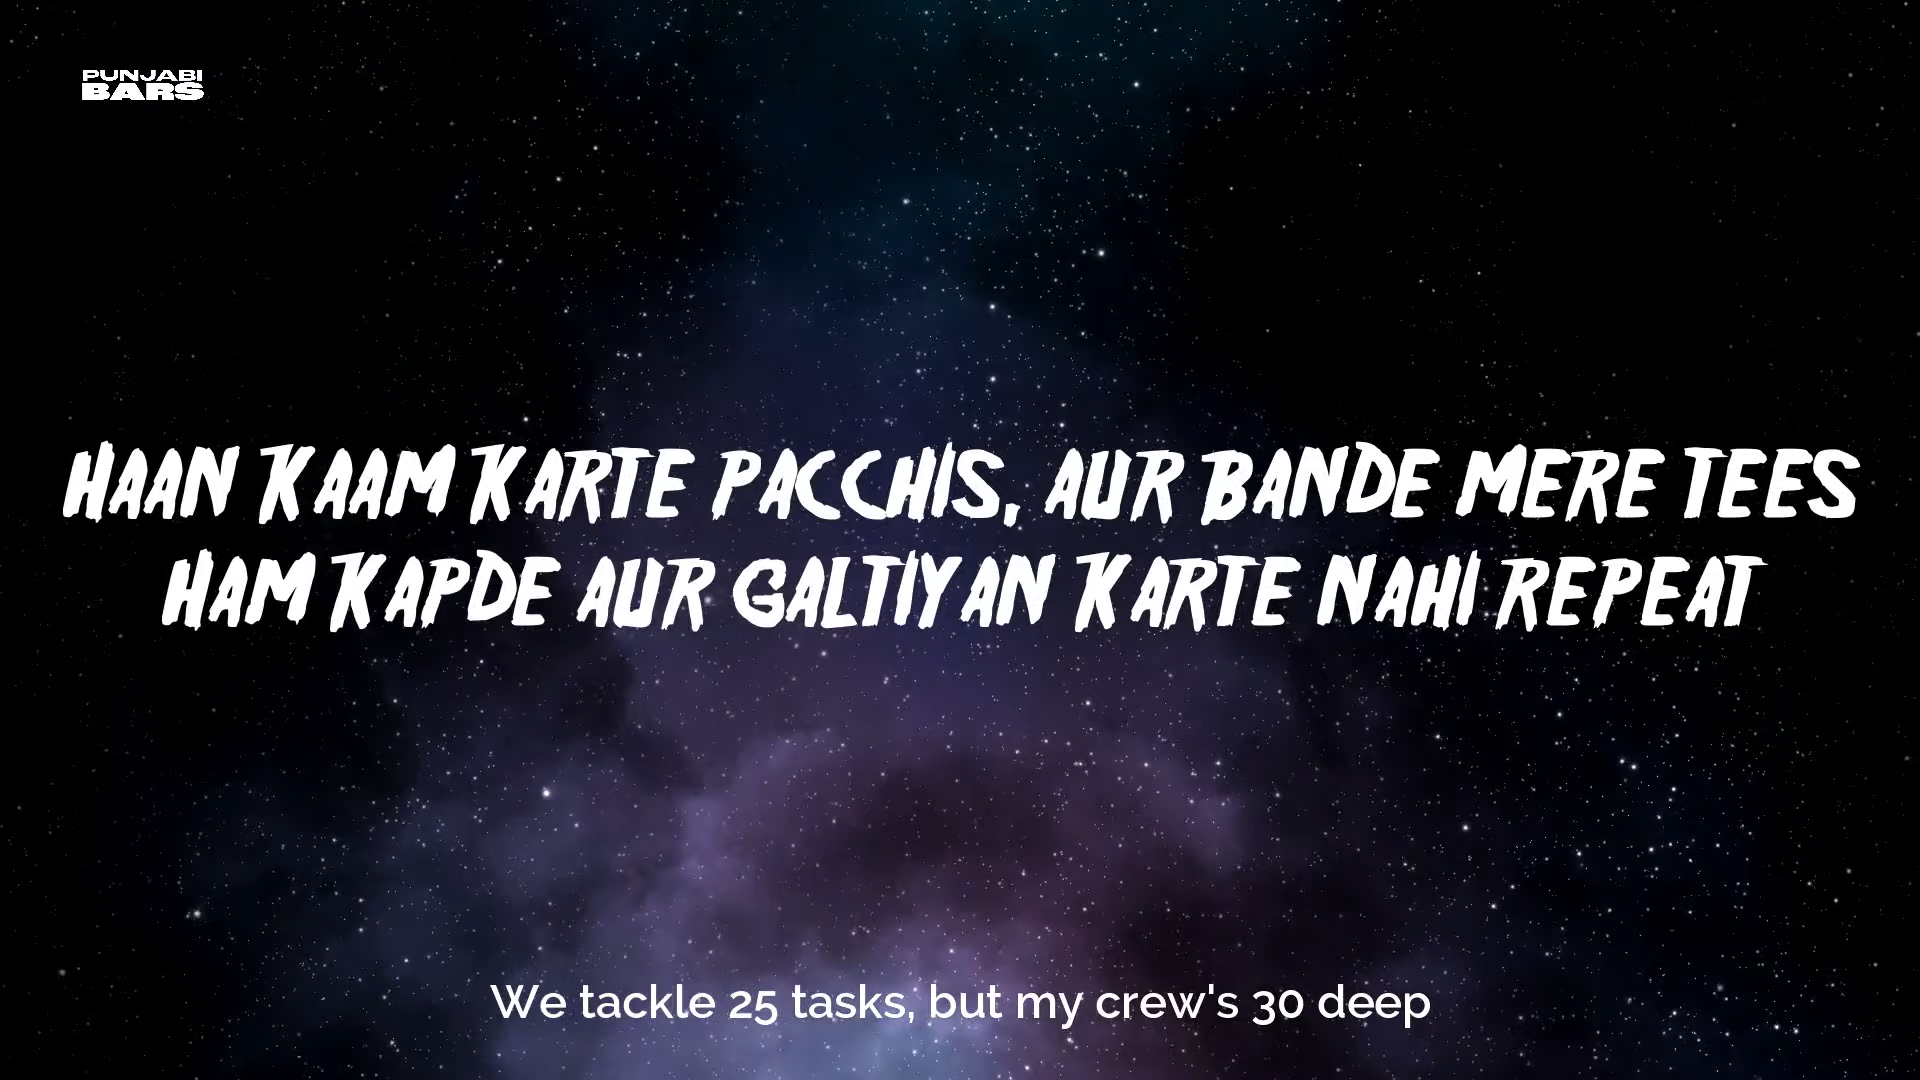 PUNJABI
BARS
HAAN KAAM KARTE PACCHIS, AUR BANDE MERE TEES
HAM KAPDE AUR GALTIYAN KARTE NAHI REPEAT
We tackle 25 tasks, but my crew's 30 deep